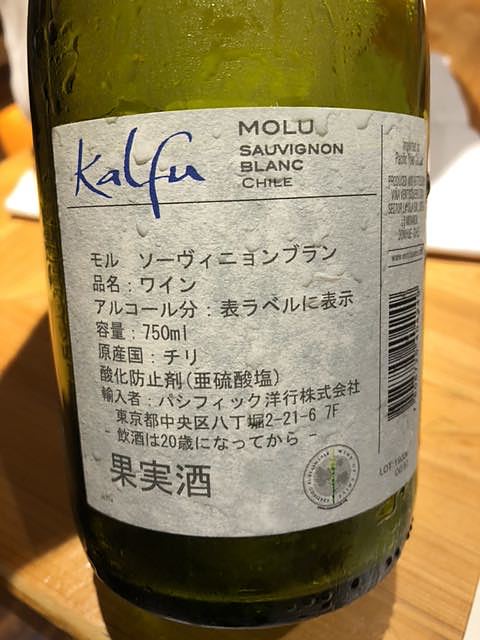 Kalfu
MOLU
SAUVIGNON
BLANC
CHILE
モル ソーヴィニョンブラン
品名：ワイン
アルコール分：表ラベルに表示
容量：750ml
原産国：チリ
酸化防止剤(亜硫酸塩)
輸入者：パシフィック洋行株式会社
東京都中央区八丁堀2-21-6 7F
- 飲酒は20歳になってから -
果実酒